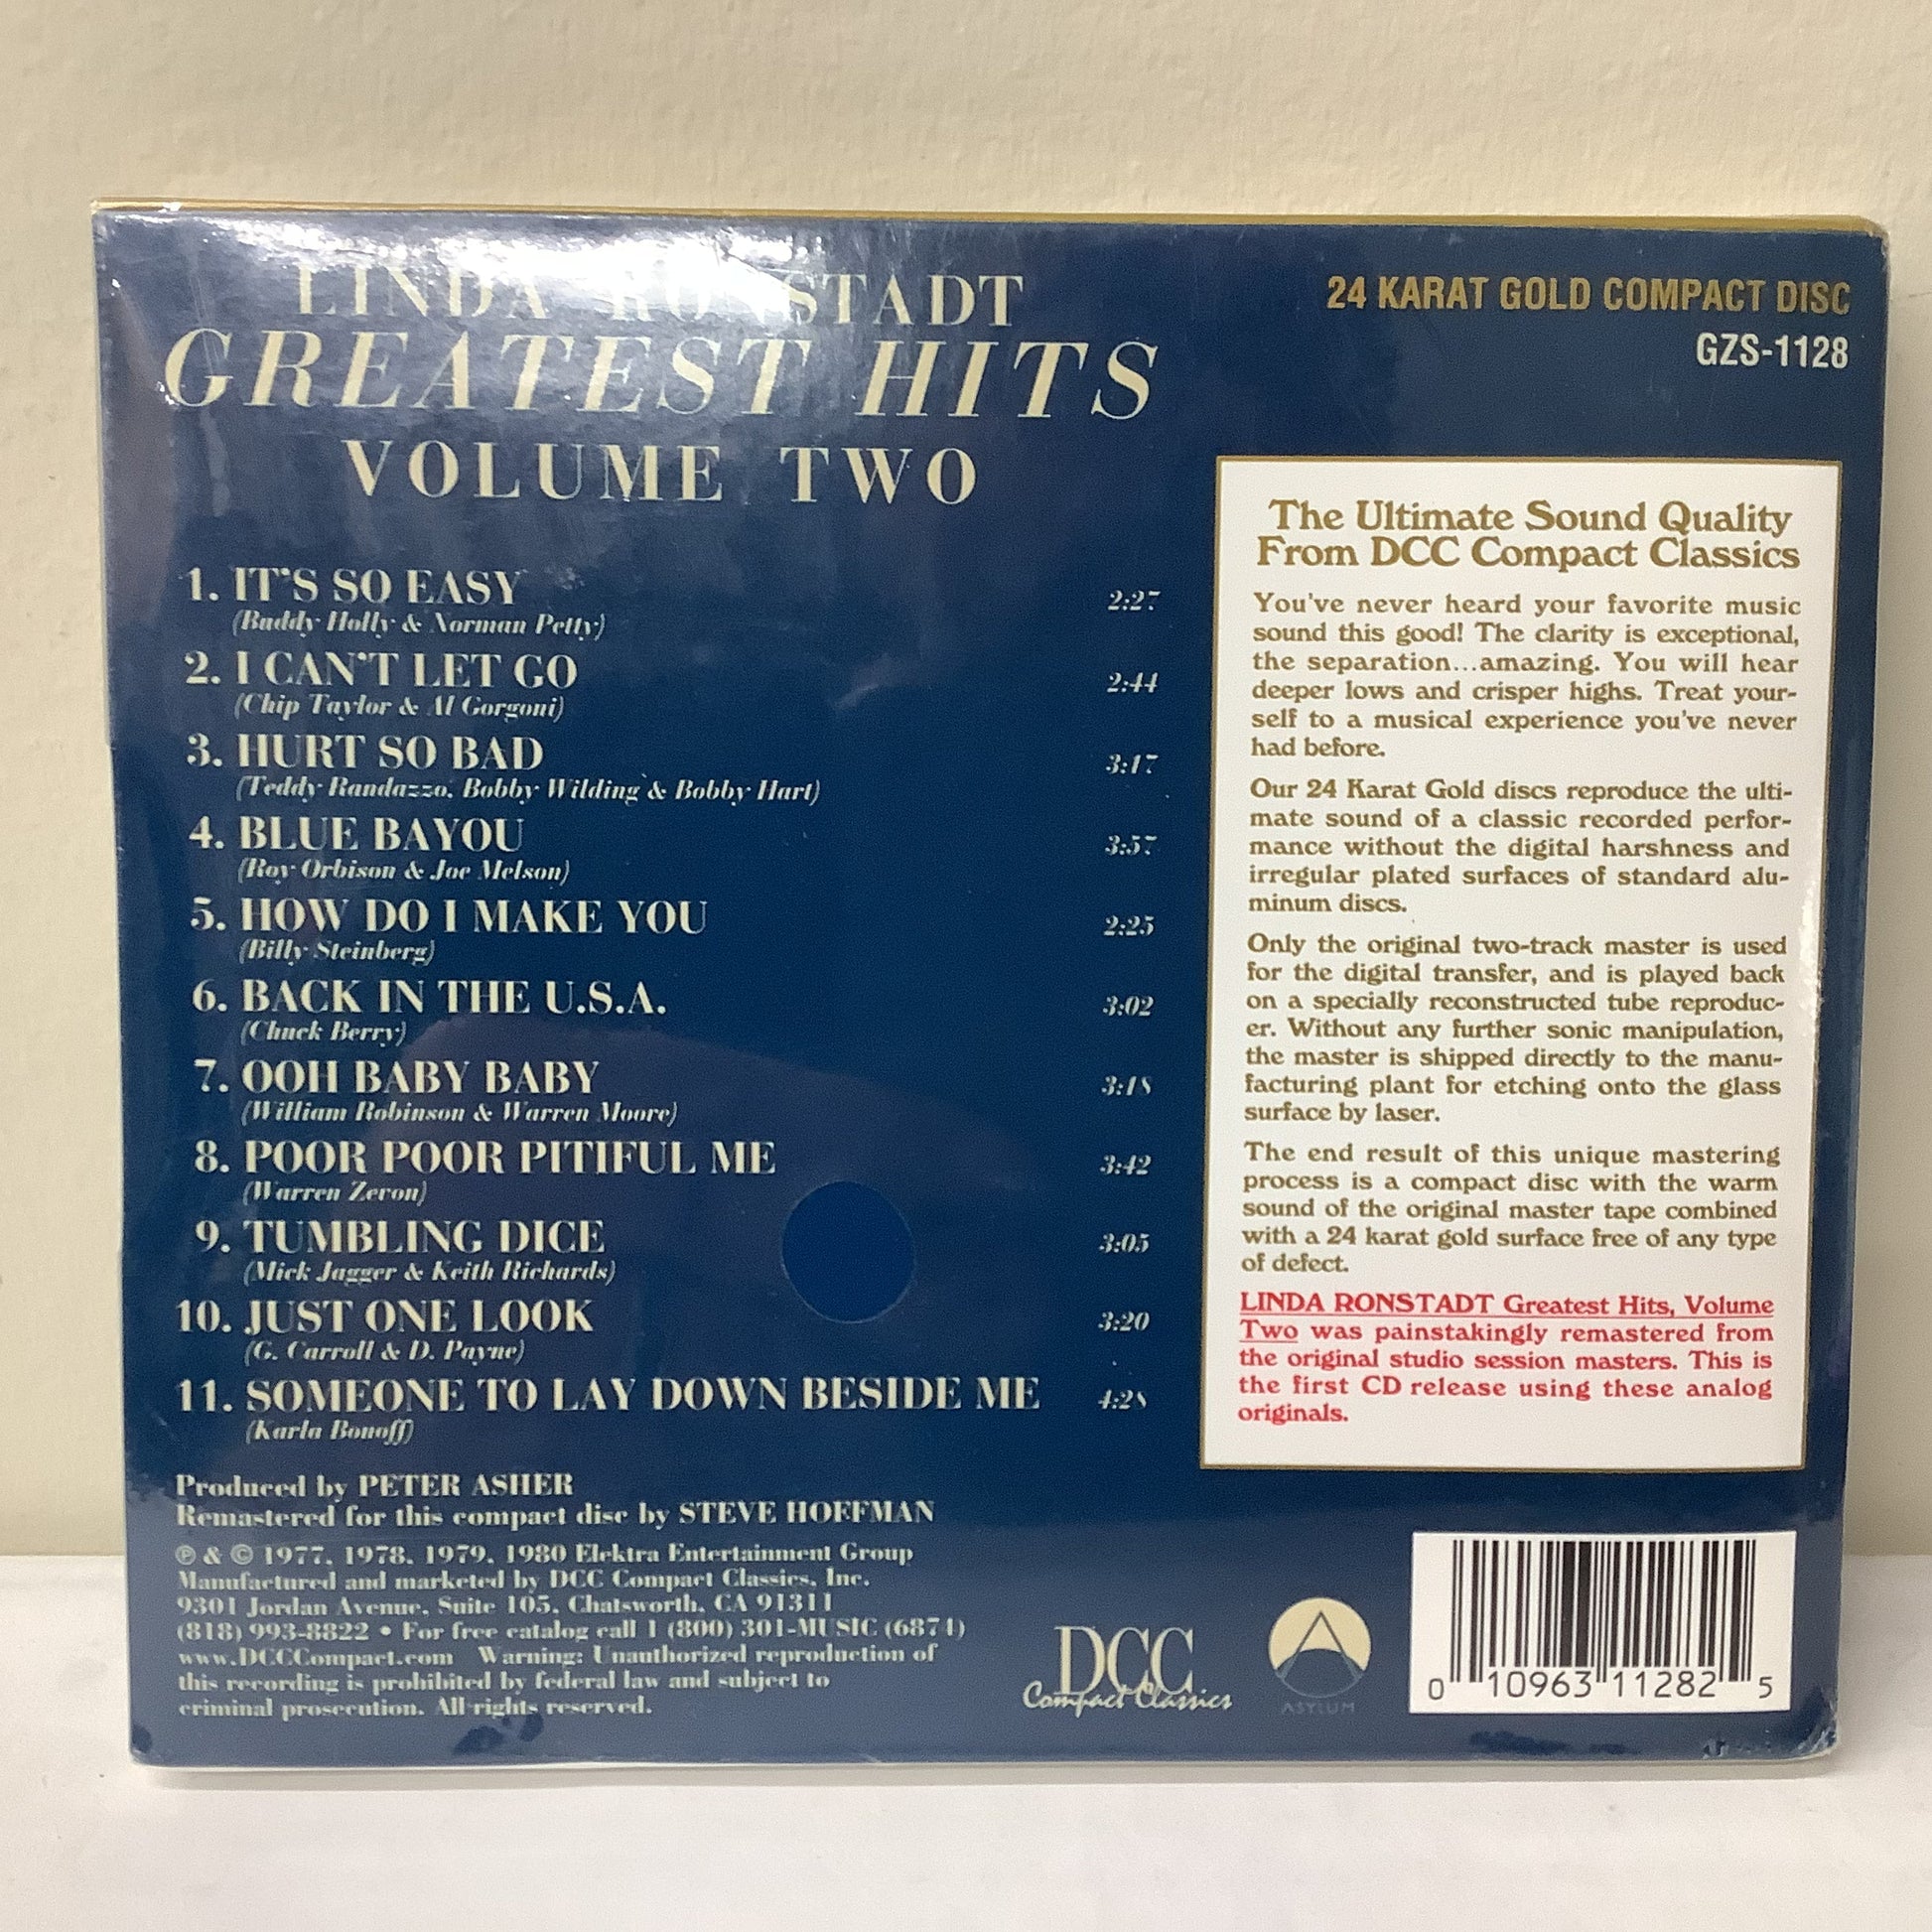 LINDA RONSTADT
GREATEST HITS
VOLUME TWO
24 KARAT GOLD COMPACT DISC
GZS-1128
1. IT'S SO EASY 2:27
(Buddy Holly & Norman Petty)
2. I CAN'T LET GO 2:44
(Chip Taylor & Al Gorgoni)
3. HURT SO BAD 3:17
(Teddy Randazzo, Bobby Wilding & Bobby Hart)
4. BLUE BAYOU 3:57
(Roy Orbison & Joe Melson)
5. HOW DO I MAKE YOU 2:25
(Billy Steinberg)
6. BACK IN THE U.S.A. 3:02
(Chuck Berry)
7. OOH BABY BABY 3:18
(William Robinson & Warren Moore)
8. POOR POOR PITIFUL ME 3:42
(Warren Zevon)
9. TUMBLING DICE 3:05
(Mick Jagger & Keith Richards)
10. JUST ONE LOOK 3:20
(G. Carroll & D. Payne)
11. SOMEONE TO LAY DOWN BESIDE ME 4:28
(Karla Bonoff)
Produced by PETER ASHER
Remastered for this compact disc by STEVE HOFFMAN
℗ & © 1977, 1978, 1979, 1980 Elektra Entertainment Group
Manufactured and marketed by DCC Compact Classics, Inc.
9301 Jordan Avenue, Suite 105, Chatsworth, CA 91311
(818) 993-8822 • For free catalog call 1 (800) 301-MUSIC (6874)
www.DCCCompact.com Warning: Unauthorized reproduction of
this recording is prohibited by federal law and subject to
criminal prosecution. All rights reserved.
The Ultimate Sound Quality
From DCC Compact Classics
You've never heard your favorite music
sound this good! The clarity is exceptional,
the separation...amazing. You will hear
deeper lows and crisper highs. Treat your-
self to a musical experience you've never
had before.
Our 24 Karat Gold discs reproduce the ulti-
mate sound of a classic recorded perfor-
mance without the digital harshness and
irregular plated surfaces of standard alu-
minum discs.
Only the original two-track master is used
for the digital transfer, and is played back
on a specially reconstructed tube reproduc-
er. Without any further sonic manipulation,
the master is shipped directly to the manu-
facturing plant for etching onto the glass
surface by laser.
The end result of this unique mastering
process is a compact disc with the warm
sound of the original master tape combined
with a 24 karat gold surface free of any type
of defect.
LINDA RONSTADT Greatest Hits, Volume
Two was painstakingly remastered from
the original studio session masters. This is
the first CD release using these analog
originals.
DCC
Compact Classics
ASYLUM
0 10963 11282 5